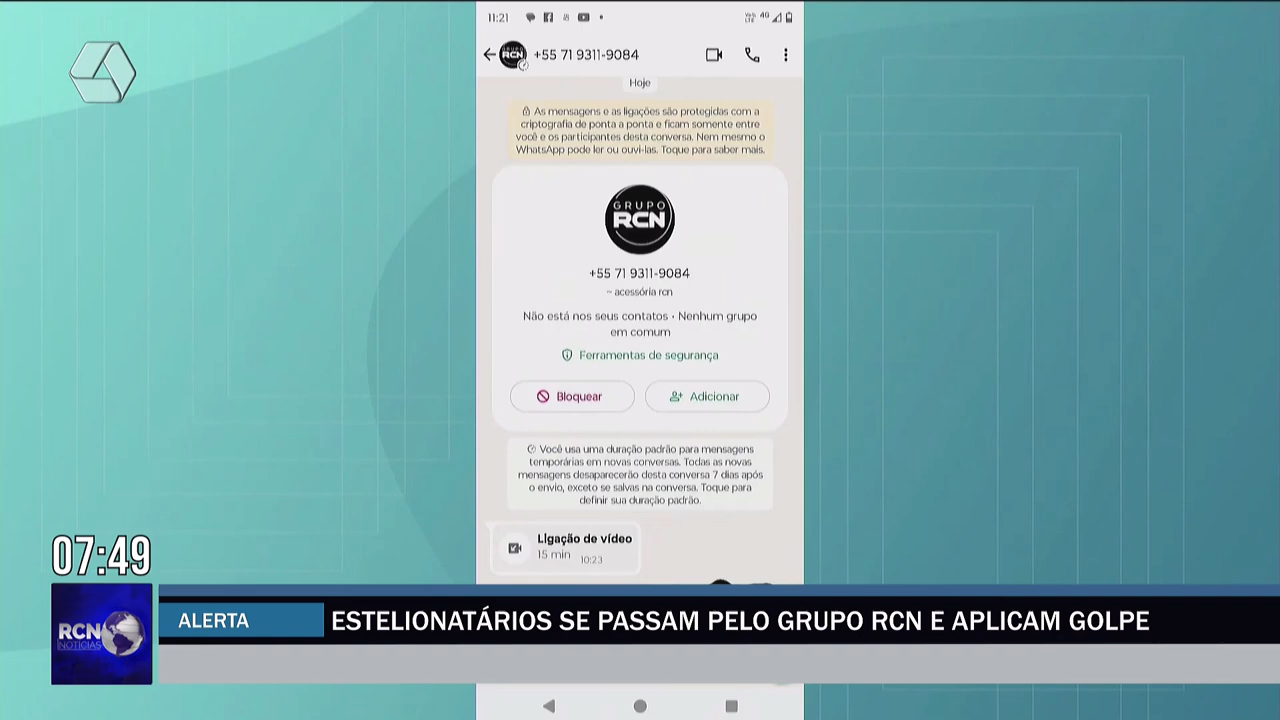 11:21
VoIP LTE 4G
GRUPO RCN
+55 71 9311-9084
Hoje
As mensagens e as ligações são protegidas com a
criptografia de ponta a ponta e ficam somente entre
você e os participantes desta conversa. Nem mesmo o
WhatsApp pode ler ou ouvi-las. Toque para saber mais.
GRUPO
RCN
+55 71 9311-9084
~ acessória rcn
Não está nos seus contatos • Nenhum grupo
em comum
Ferramentas de segurança
Bloquear
Adicionar
Você usa uma duração padrão para mensagens
temporárias em novas conversas. Todas as novas
mensagens desaparecerão desta conversa 7 dias após
o envio, exceto se salvas na conversa. Toque para
definir sua duração padrão.
Ligação de vídeo
15 min 10:23
07:49
ALERTA
ESTELIONATÁRIOS SE PASSAM PELO GRUPO RCN E APLICAM GOLPE
RCN
NOTÍCIAS